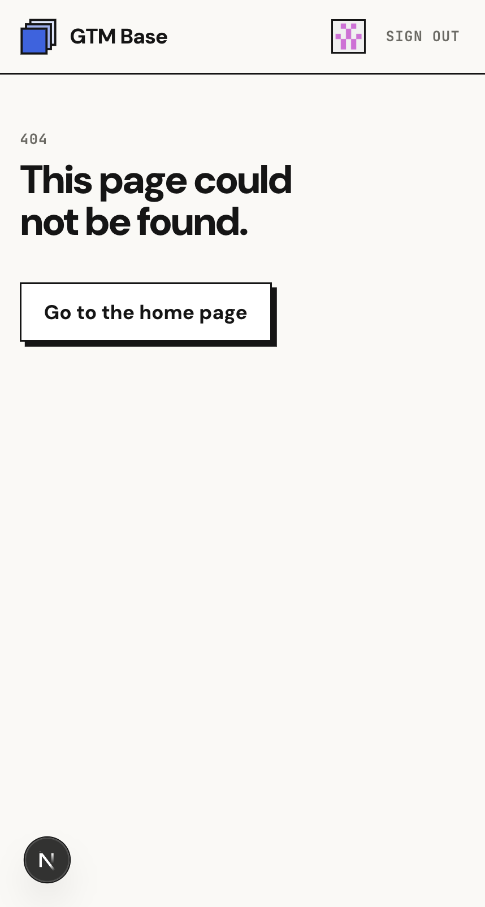 GTM Base
SIGN OUT
404
This page could
not be found.
Go to the home page
N